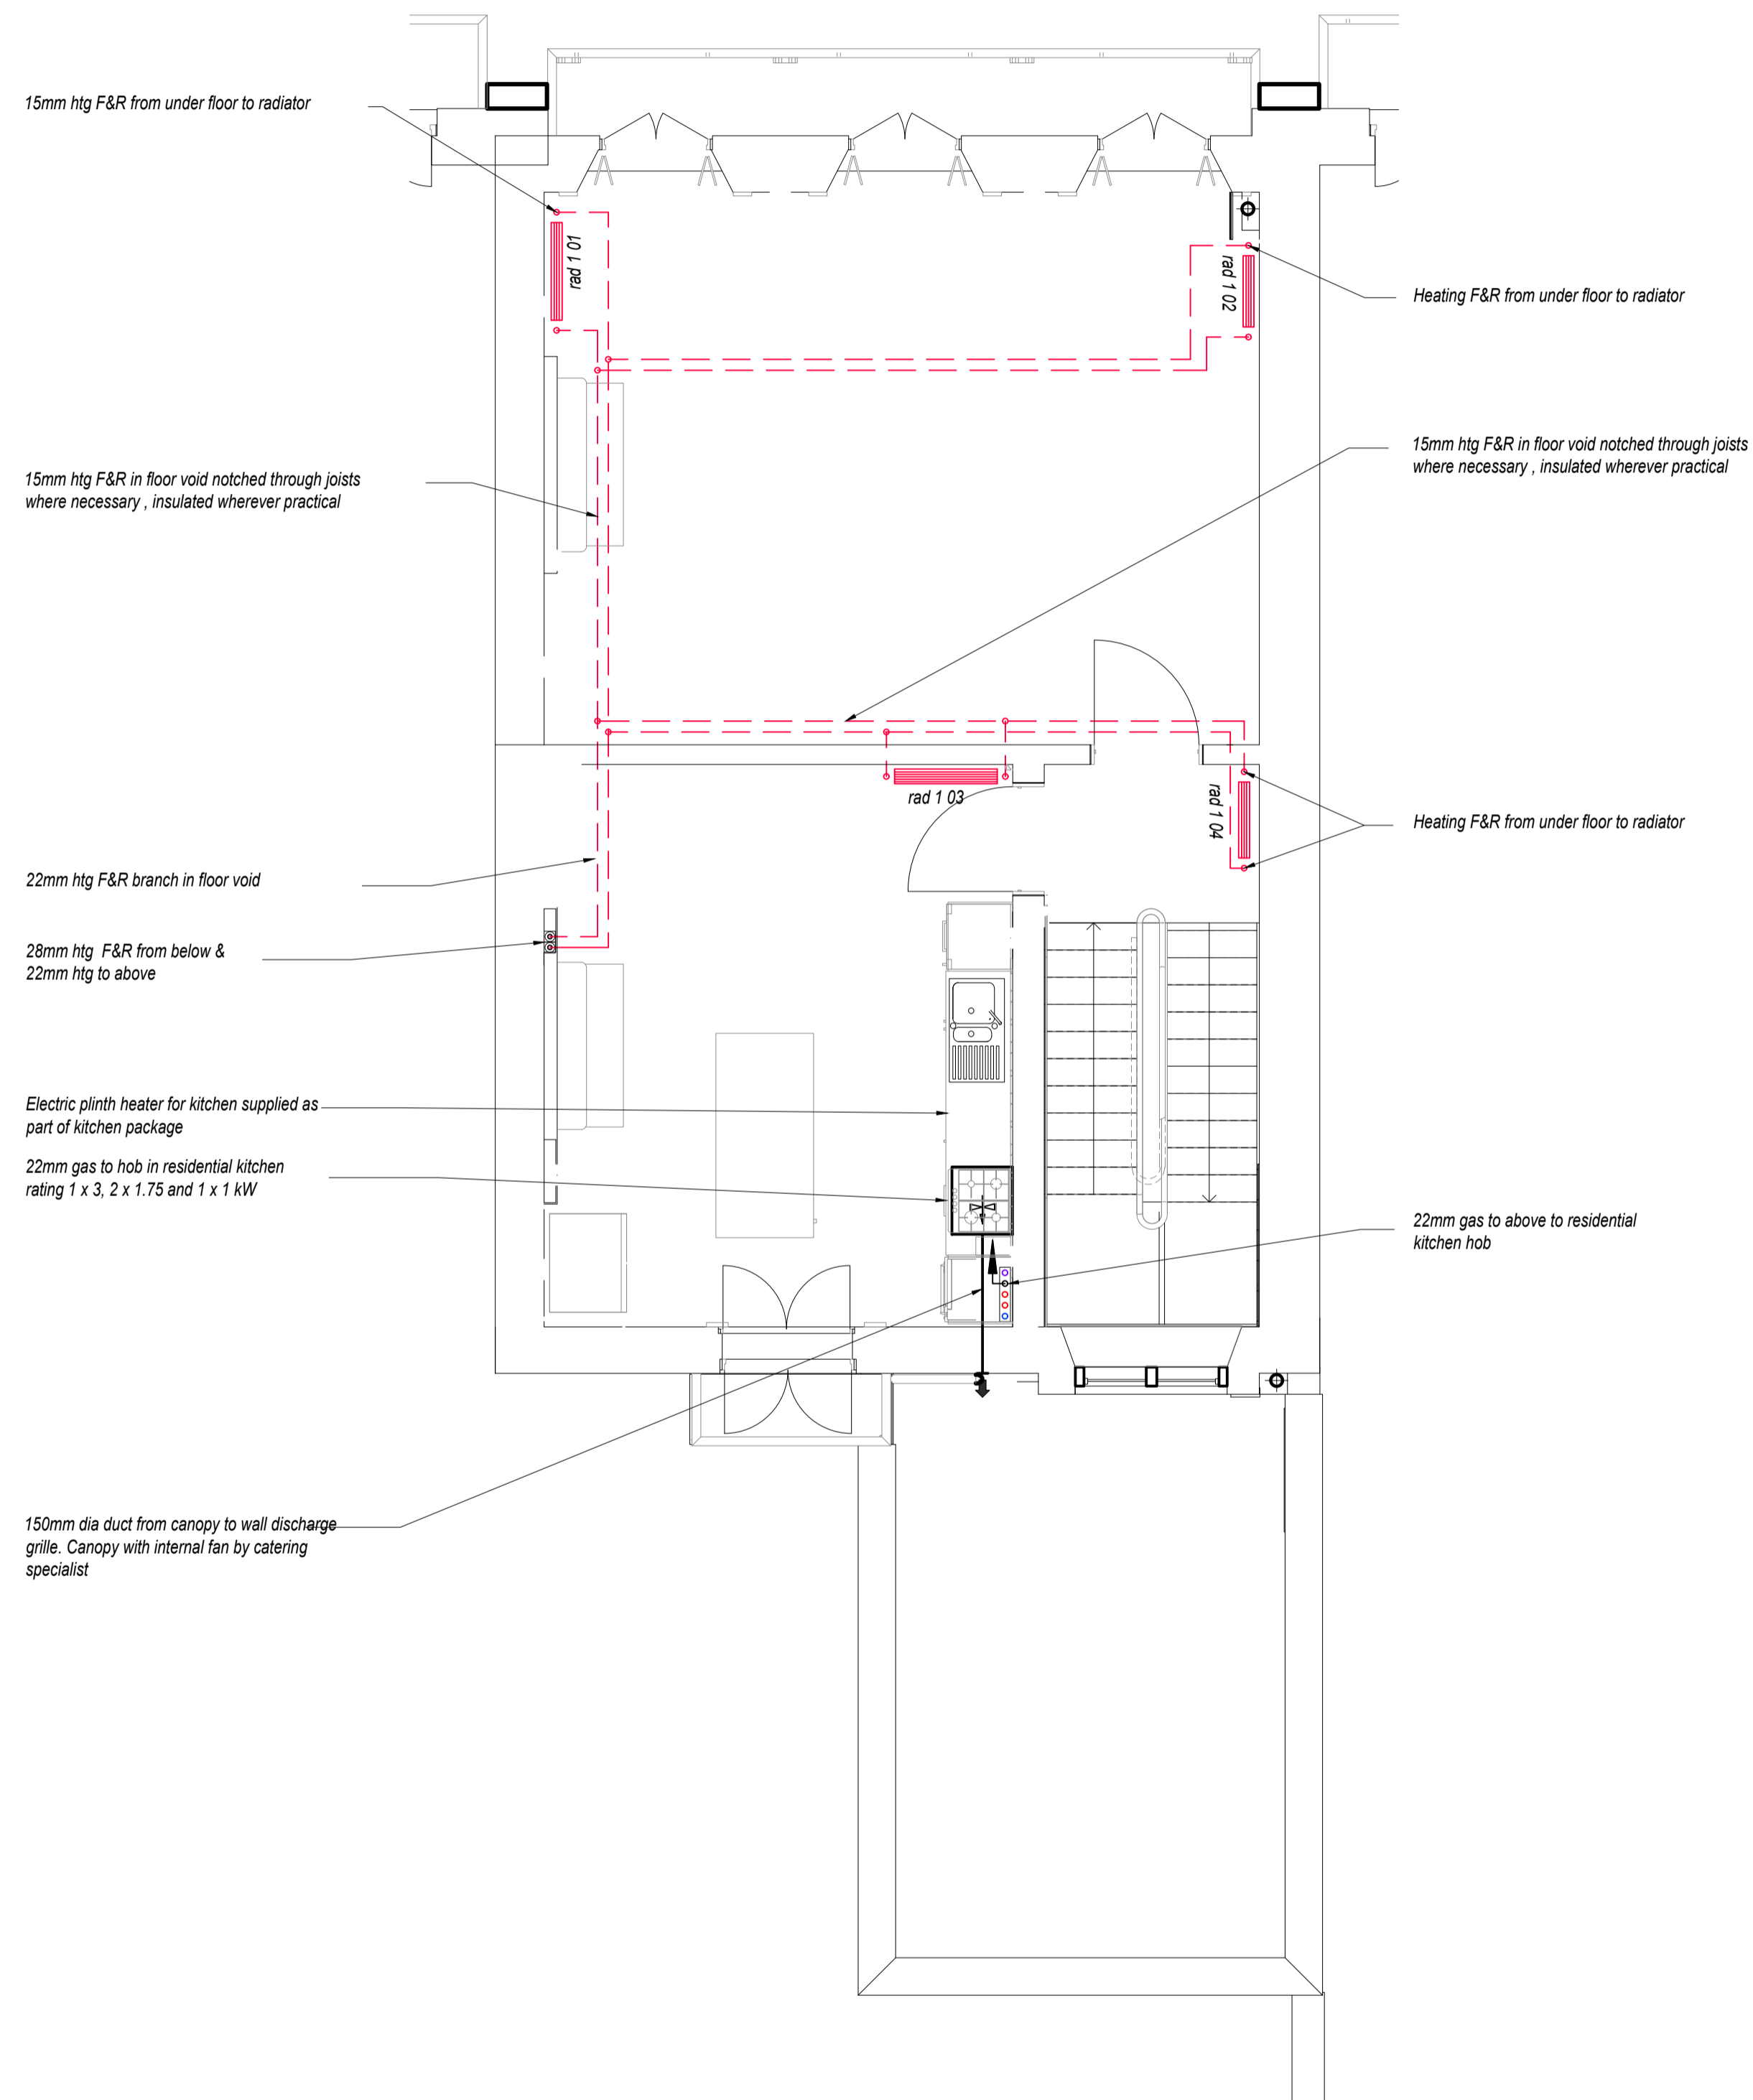 15mm htg F&R from under floor to radiator
rad 1 01
rad 1 02
Heating F&R from under floor to radiator
15mm htg F&R in floor void notched through joists
where necessary , insulated wherever practical
15mm htg F&R in floor void notched through joists
where necessary , insulated wherever practical
rad 1 03
rad 1 04
Heating F&R from under floor to radiator
22mm htg F&R branch in floor void
28mm htg F&R from below &
22mm htg to above
Electric plinth heater for kitchen supplied as
part of kitchen package
22mm gas to hob in residential kitchen
rating 1 x 3, 2 x 1.75 and 1 x 1 kW
22mm gas to above to residential
kitchen hob
150mm dia duct from canopy to wall discharge
grille. Canopy with internal fan by catering
specialist